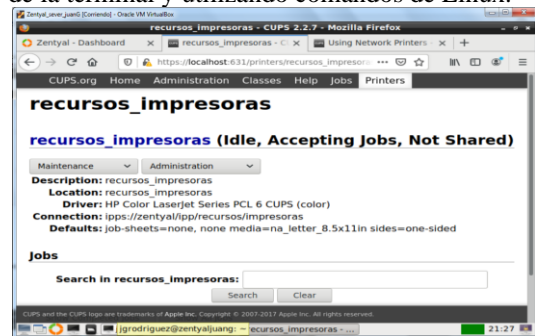 de la terminal y utilizando comandos de Linux.
Zentyal_sever_juanG [Corriendo] - Oracle VM VirtualBox
recursos_impresoras - CUPS 2.2.7 - Mozilla Firefox
Zentyal - Dashboard
recursos_impresoras - C
Using Network Printers -
https://localhost:631/printers/recursos_impresor
CUPS.org Home Administration Classes Help Jobs Printers
recursos_impresoras
recursos_impresoras (Idle, Accepting Jobs, Not Shared)
Maintenance Administration
Description: recursos_impresoras
Location: recursos_impresoras
Driver: HP Color LaserJet Series PCL 6 CUPS (color)
Connection: ipps://zentyal/ipp/recursos/impresoras
Defaults: job-sheets=none, none media=na_letter_8.5x11in sides=one-sided
Jobs
Search in recursos_impresoras:
Search Clear
CUPS and the CUPS logo are trademarks of Apple Inc. Copyright © 2007-2017 Apple Inc. All rights reserved.
jgrodriguez@zentyaljuang: ~
recursos_impresoras - ...
21:27